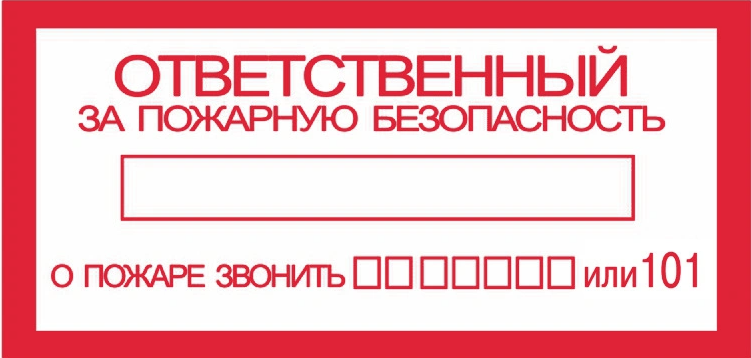 ОТВЕТСТВЕННЫЙ
ЗА ПОЖАРНУЮ БЕЗОПАСНОСТЬ
О ПОЖАРЕ ЗВОНИТЬ □□□□□□□ или 101